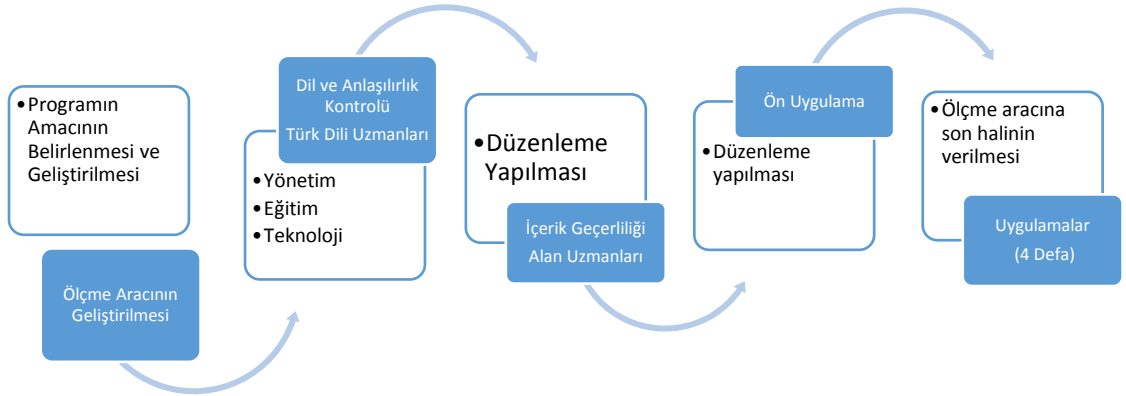 •Programın
Amacının
Belirlenmesi ve
Geliştirilmesi
Ölçme Aracının
Geliştirilmesi
Dil ve Anlaşılırlık
Kontrolü
Türk Dili Uzmanları
•Yönetim
•Eğitim
•Teknoloji
•Düzenleme
Yapılması
İçerik Geçerliliği
Alan Uzmanları
Ön Uygulama
•Düzenleme
yapılması
•Ölçme aracına
son halinin
verilmesi
Uygulamalar
(4 Defa)